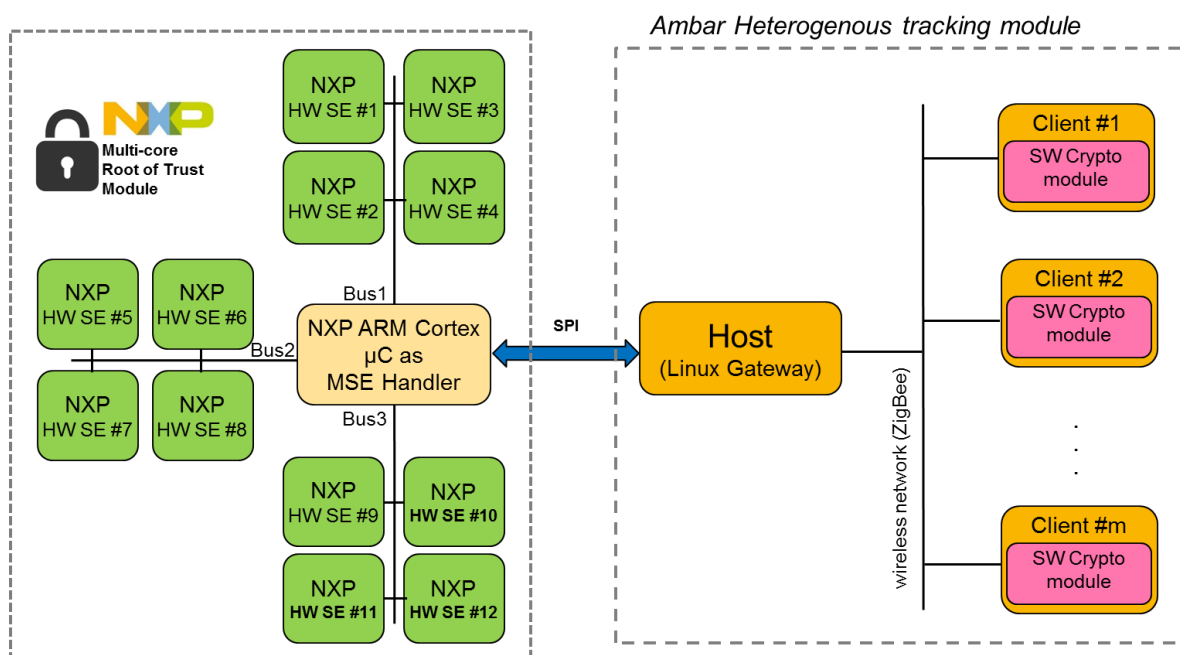 Ambar Heterogenous tracking module
NXP
Multi-core
Root of Trust
Module
NXP
HW SE #1
NXP
HW SE #3
NXP
HW SE #2
NXP
HW SE #4
NXP
HW SE #5
NXP
HW SE #6
NXP
HW SE #7
NXP
HW SE #8
Bus1
Bus2
NXP ARM Cortex
µC as
MSE Handler
Bus3
NXP
HW SE #9
NXP
HW SE #10
NXP
HW SE #11
NXP
HW SE #12
SPI
Host
(Linux Gateway)
wireless network (ZigBee)
Client #1
SW Crypto
module
Client #2
SW Crypto
module
.
.
.
Client #m
SW Crypto
module